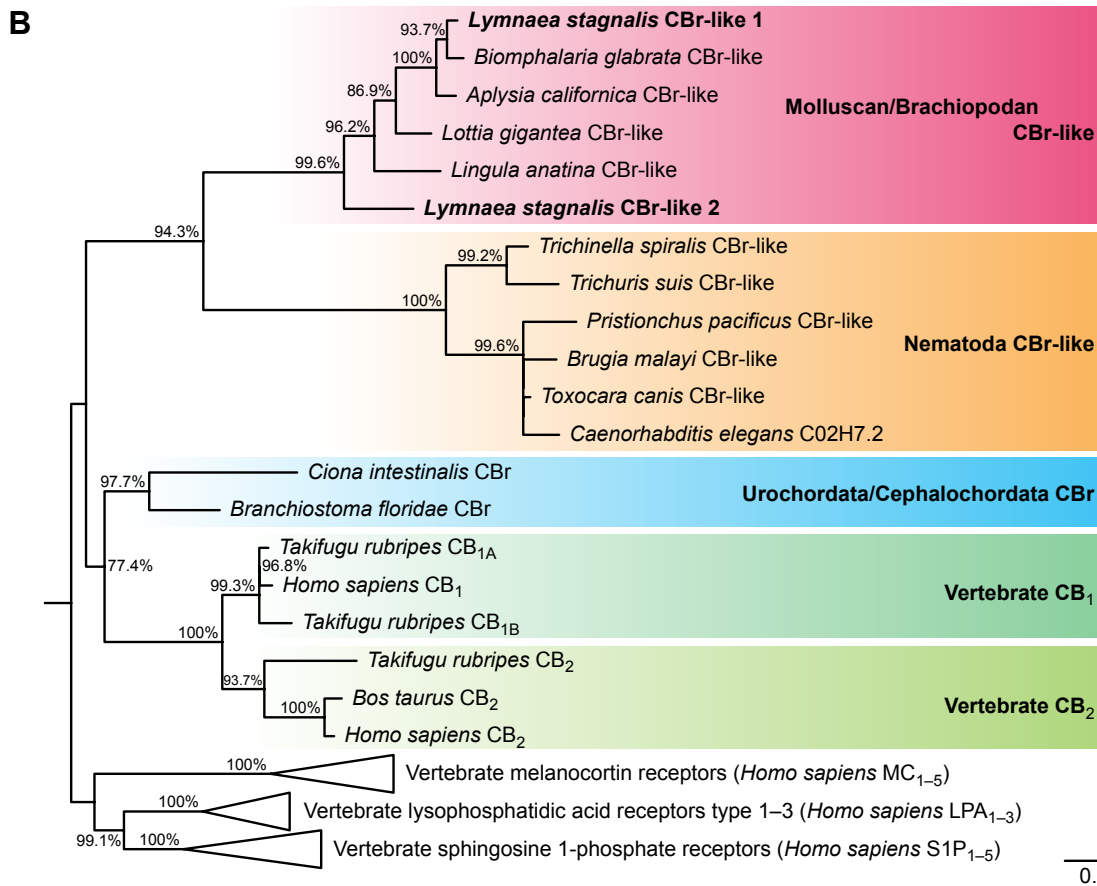 B
93.7%
Lymnaea stagnalis CBr-like 1
Biomphalaria glabrata CBr-like
100%
Aplysia californica CBr-like
86.9%
Molluscan/Brachiopodan
CBr-like
Lottia gigantea CBr-like
96.2%
Lingula anatina CBr-like
99.6%
Lymnaea stagnalis CBr-like 2
94.3%
Trichinella spiralis CBr-like
99.2%
Trichuris suis CBr-like
100%
Pristionchus pacificus CBr-like
99.6%
Nematoda CBr-like
Brugia malayi CBr-like
Toxocara canis CBr-like
Caenorhabditis elegans C02H7.2
Ciona intestinalis CBr
97.7%
Urochordata/Cephalochordata CBr
Branchiostoma floridae CBr
Takifugu rubripes CB1A
77.4%
96.8%
99.3%
Homo sapiens CB1
Vertebrate CB1
Takifugu rubripes CB1B
100%
Takifugu rubripes CB2
93.7%
Bos taurus CB2
Vertebrate CB2
100%
Homo sapiens CB2
100%
Vertebrate melanocortin receptors (Homo sapiens MC1–5)
100%
Vertebrate lysophosphatidic acid receptors type 1–3 (Homo sapiens LPA1–3)
99.1%
100%
Vertebrate sphingosine 1-phosphate receptors (Homo sapiens S1P1–5)
0.